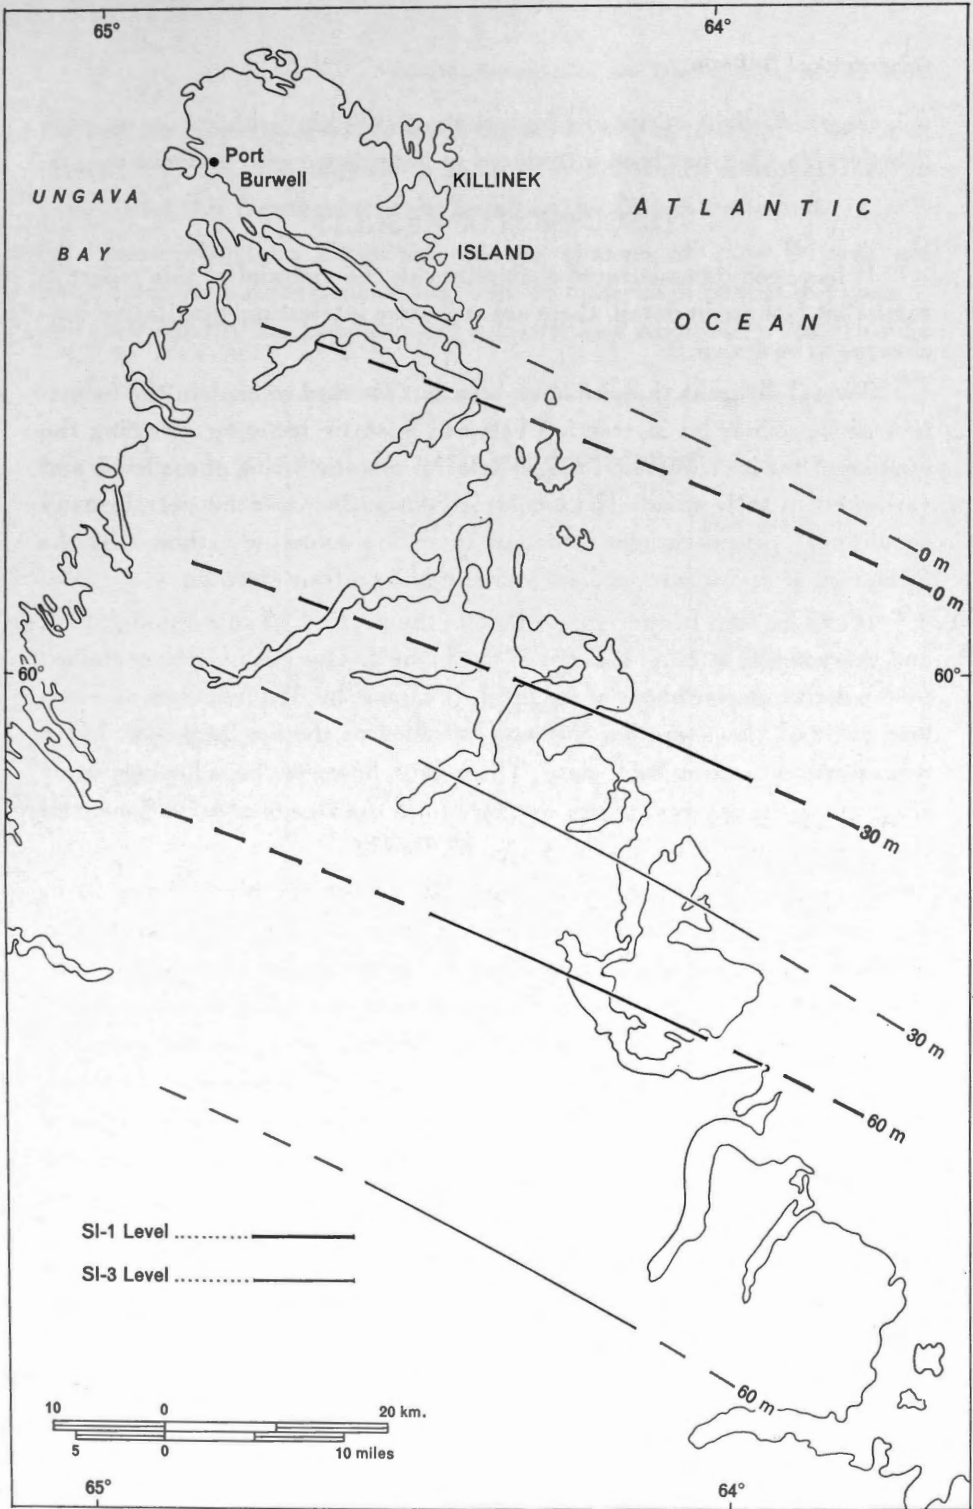 65° 64°
Port
Burwell
KILLINEK
UNGAVA
ATLANTIC
BAY
ISLAND
OCEAN
0 m
0 m
60° 60°
30 m
30 m
60 m
SI-1 Level ..........
SI-3 Level ..........
60 m
10 0 20 km.
5 0 10 miles
65° 64°